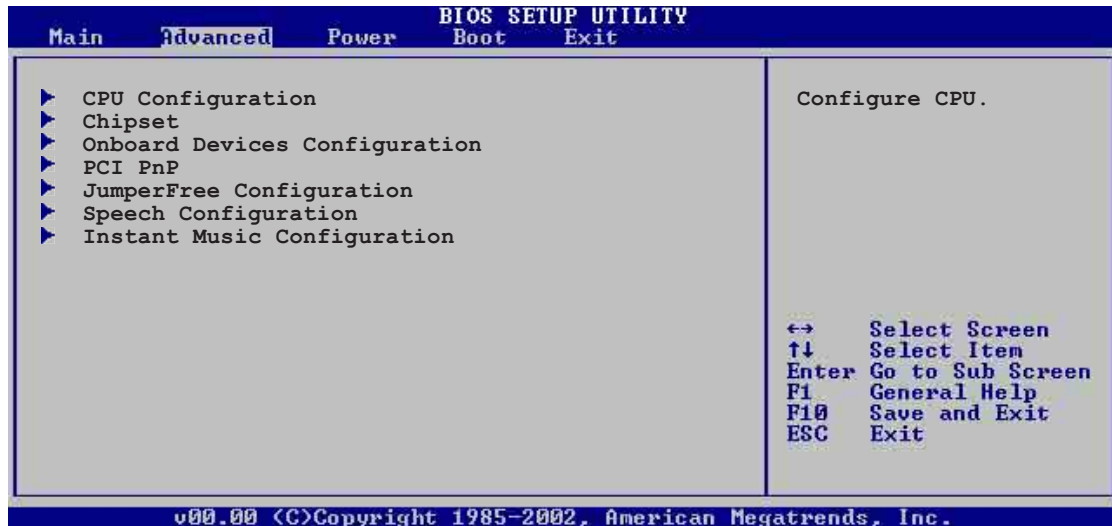 BIOS SETUP UTILITY
Main Advanced Power Boot Exit
CPU Configuration
Chipset
Onboard Devices Configuration
PCI PnP
JumperFree Configuration
Speech Configuration
Instant Music Configuration
Configure CPU.
←→ Select Screen
↑↓ Select Item
Enter Go to Sub Screen
F1 General Help
F10 Save and Exit
ESC Exit
v00.00 (C)Copyright 1985-2002, American Megatrends, Inc.